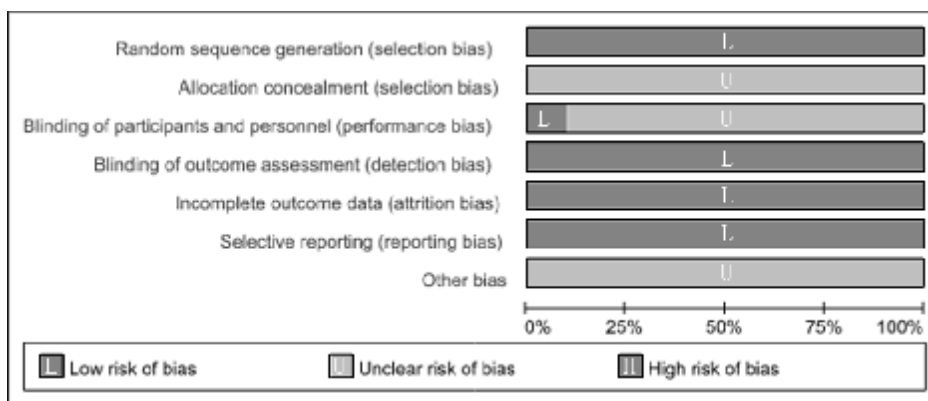 Random sequence generation (selection bias) L
Allocation concealment (selection bias) U
Blinding of participants and personnel (performance bias) L U
Blinding of outcome assessment (detection bias) L
Incomplete outcome data (attrition bias) L
Selective reporting (reporting bias) L
Other bias U
0% 25% 50% 75% 100%
L Low risk of bias U Unclear risk of bias High risk of bias